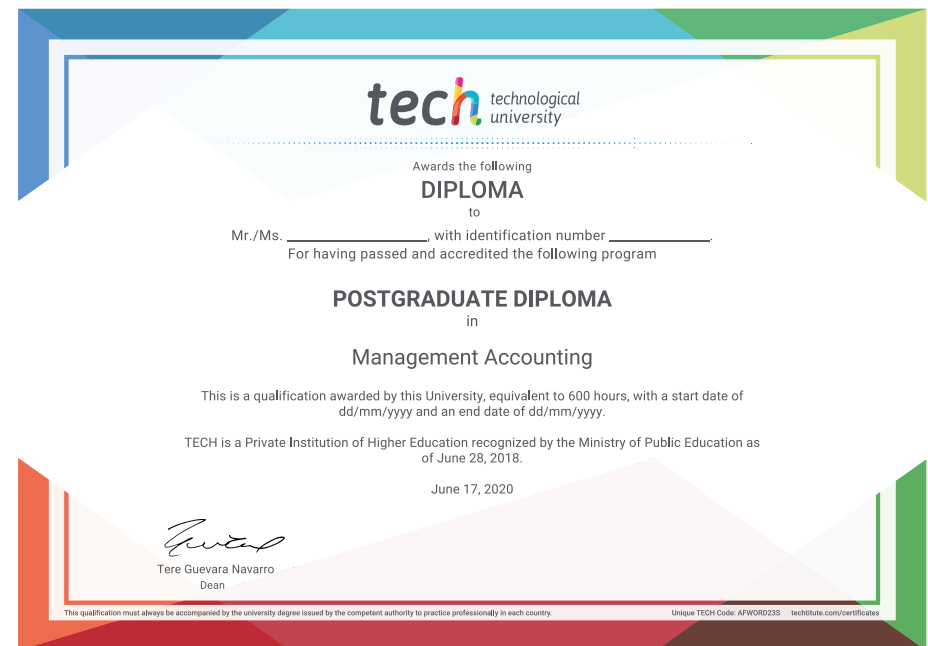 tech technological
university
Awards the following
DIPLOMA
to
Mr./Ms. ____________________, with identification number ______________.
For having passed and accredited the following program
POSTGRADUATE DIPLOMA
in
Management Accounting
This is a qualification awarded by this University, equivalent to 600 hours, with a start date of
dd/mm/yyyy and an end date of dd/mm/yyyy.
TECH is a Private Institution of Higher Education recognized by the Ministry of Public Education as
of June 28, 2018.
June 17, 2020
Tere Guevara Navarro
Dean
This qualification must always be accompanied by the university degree issued by the competent authority to practice professionally in each country. Unique TECH Code: AFWORD23S techtitute.com/certificates